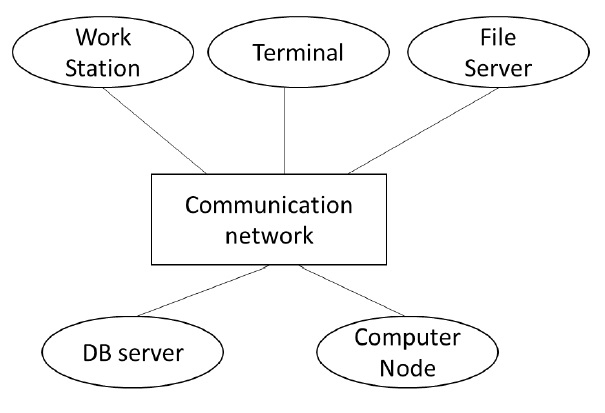 Work
Station
Terminal
File
Server
Communication
network
DB server
Computer
Node